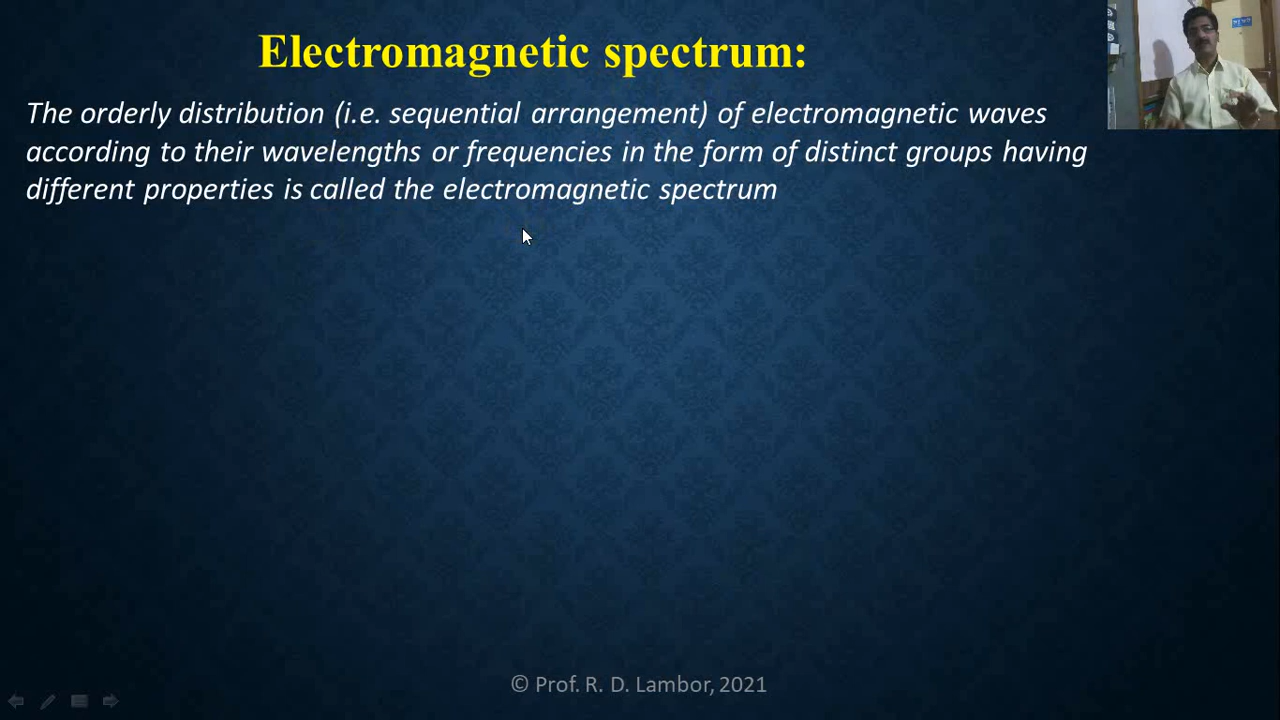 Electromagnetic spectrum:
The orderly distribution (i.e. sequential arrangement) of electromagnetic waves
according to their wavelengths or frequencies in the form of distinct groups having
different properties is called the electromagnetic spectrum
© Prof. R. D. Lambor, 2021